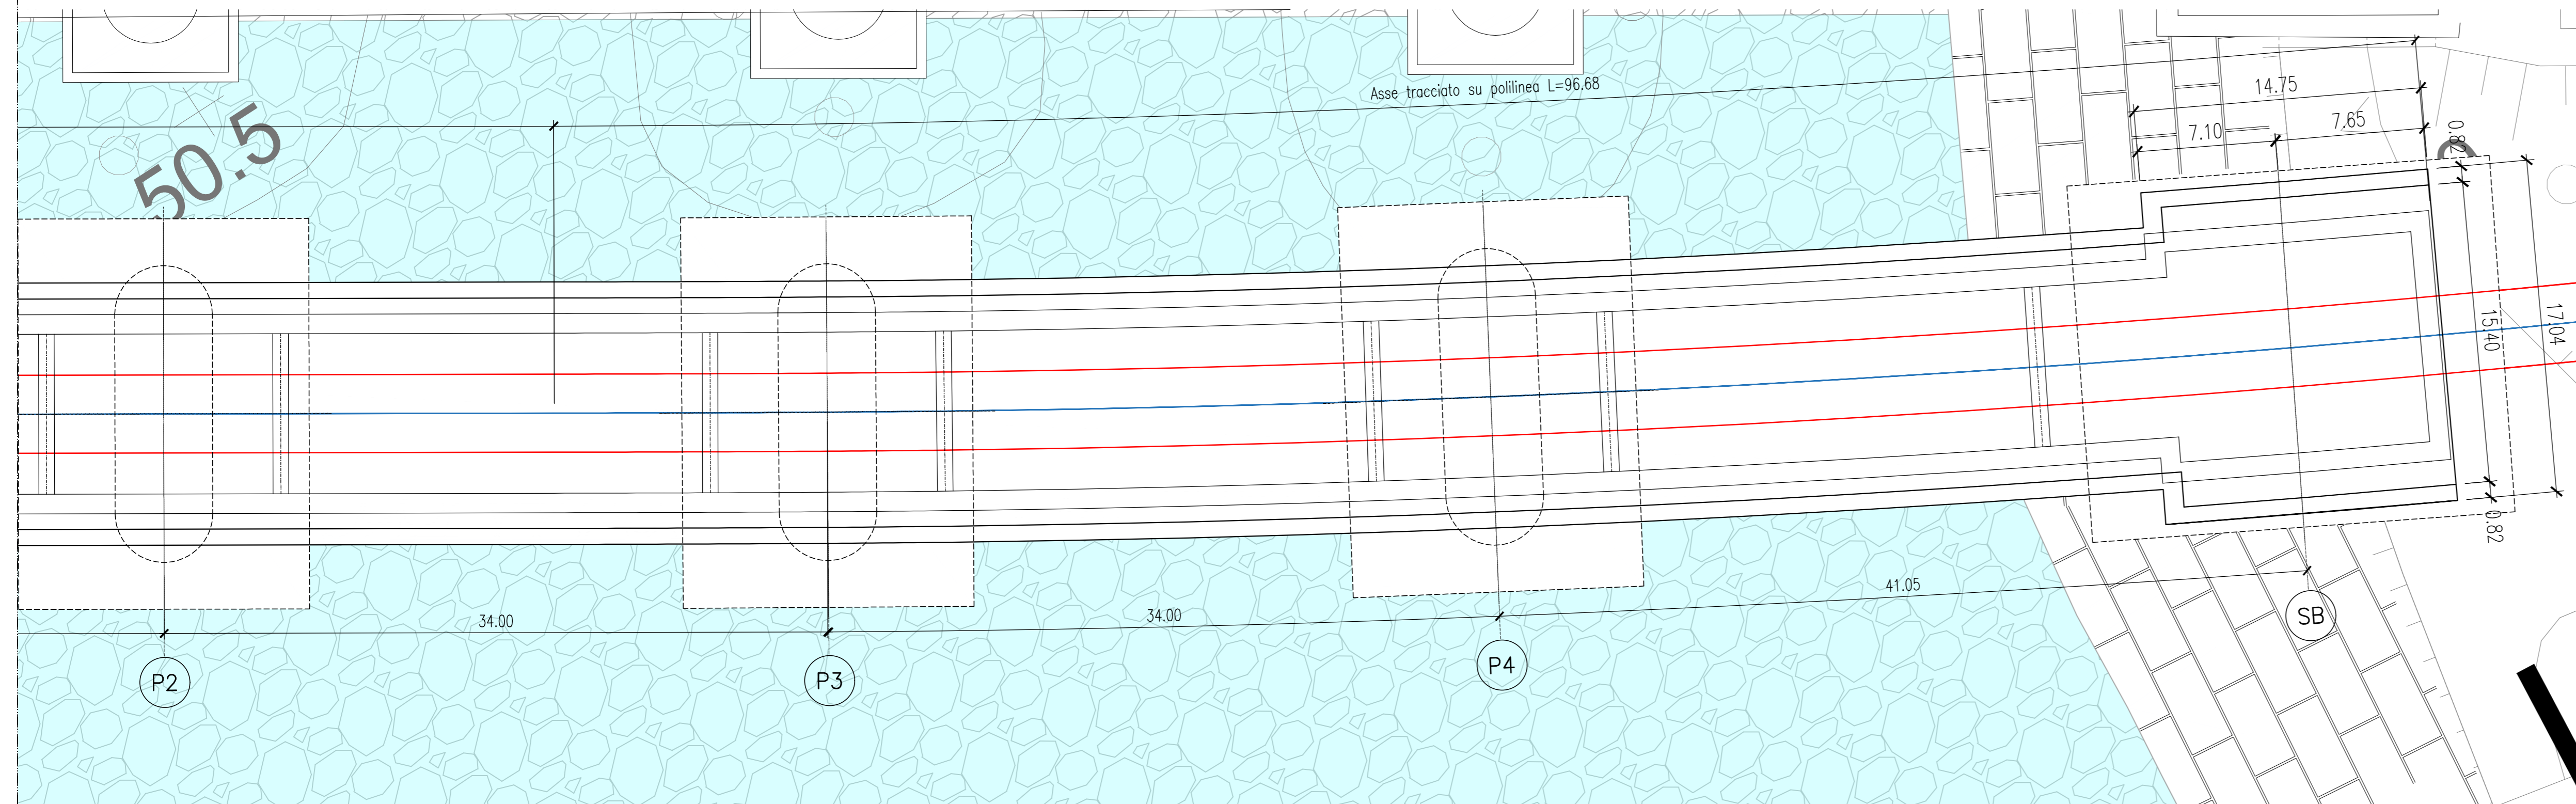 Asse tracciato su polilinea L=96.68
14.75
7.10
7.65
0.82
50.5
15.40
17.04
0.82
41.05
34.00
34.00
P2
P3
P4
SB